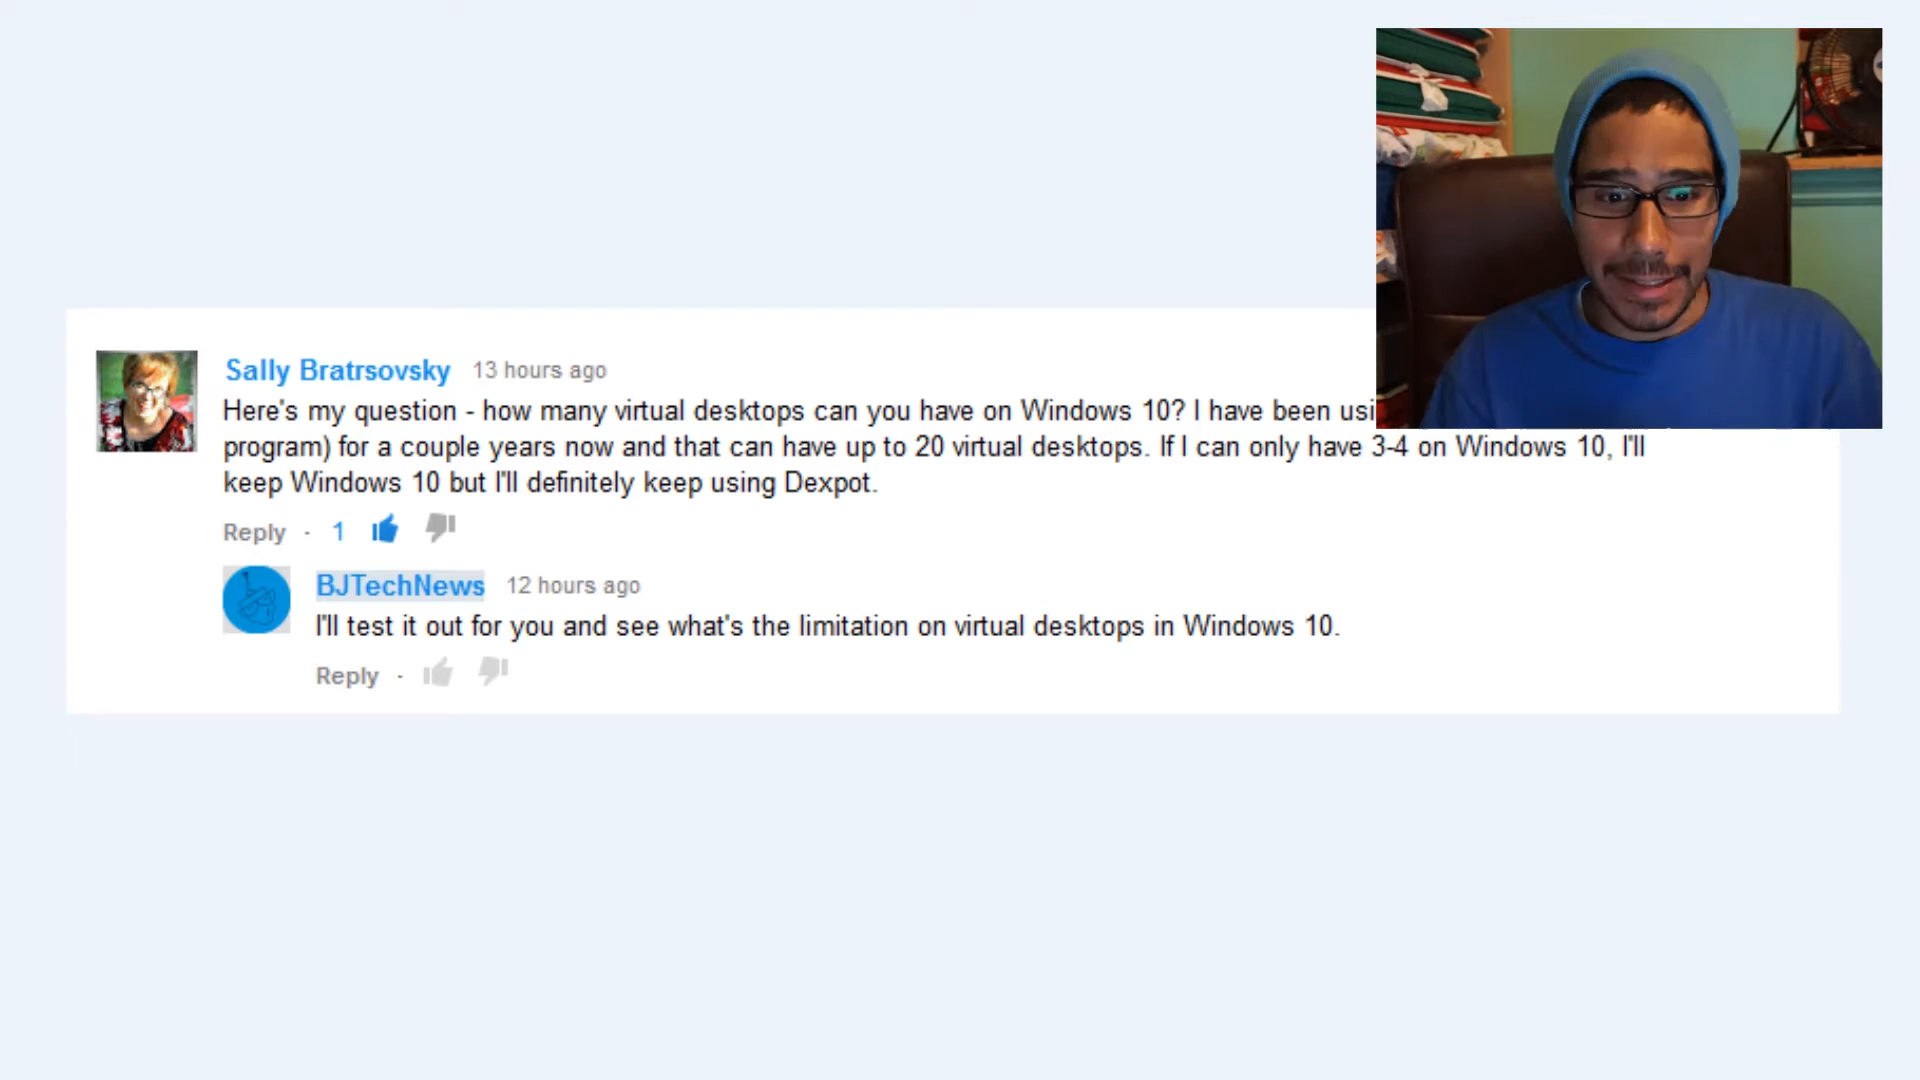 Sally Bratrsovsky 13 hours ago
Here's my question - how many virtual desktops can you have on Windows 10? I have been
program) for a couple years now and that can have up to 20 virtual desktops. If I can only have 3-4 on Windows 10, I'll
keep Windows 10 but I'll definitely keep using Dexpot.
Reply · 1
BJTechNews 12 hours ago
I'll test it out for you and see what's the limitation on virtual desktops in Windows 10.
Reply ·